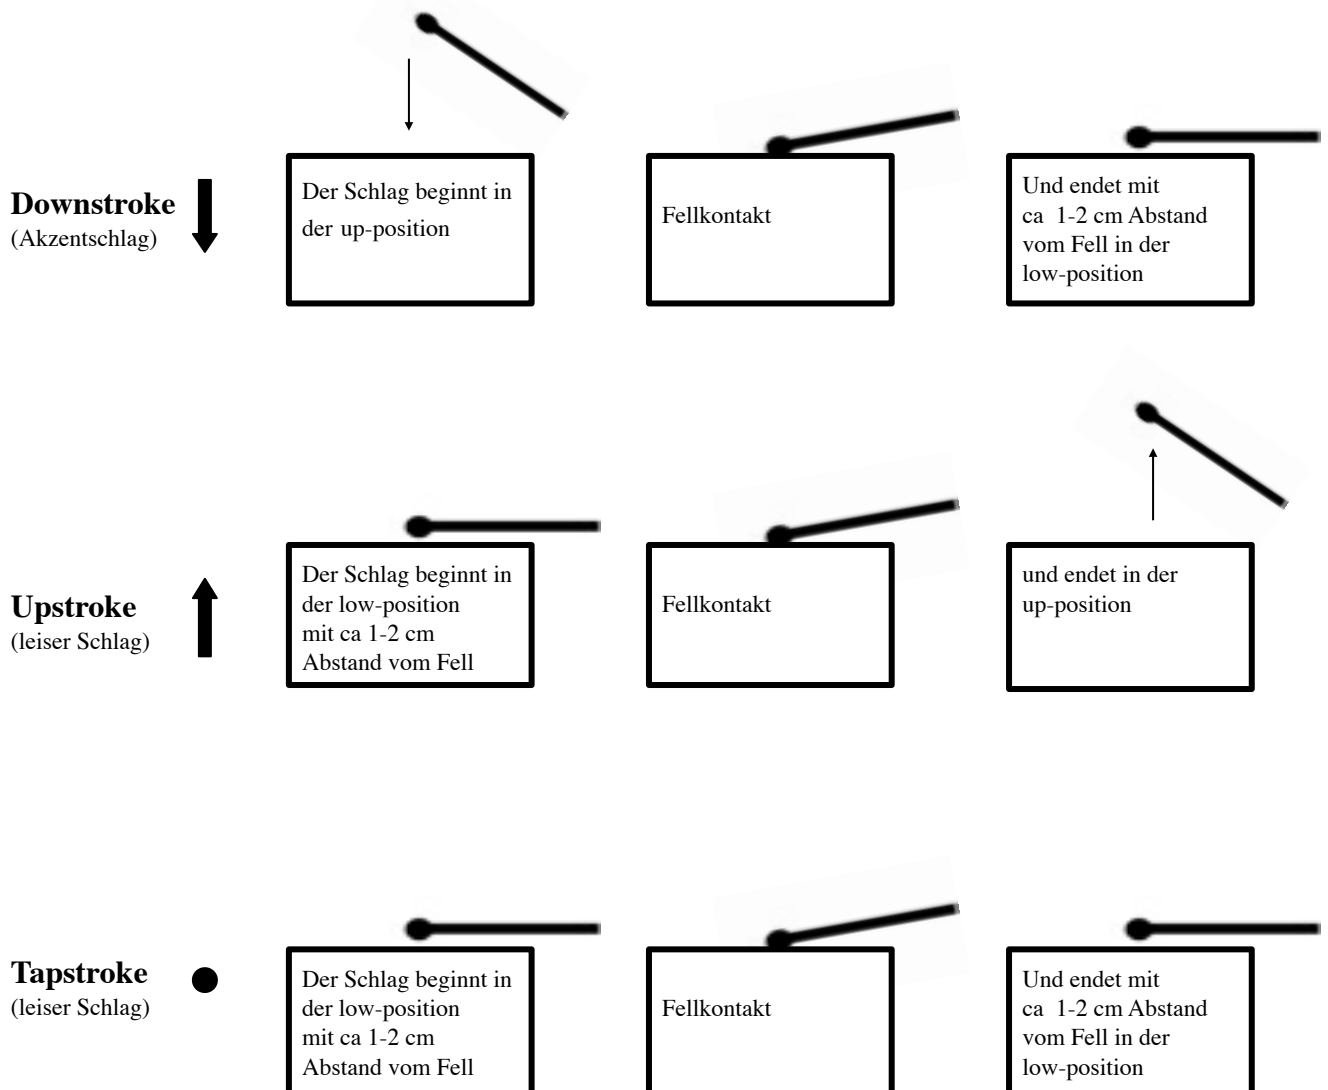 Downstroke
(Akzentschlag)
Der Schlag beginnt in
der up-position
Fellkontakt
Und endet mit
ca  1-2 cm Abstand
vom Fell in der
low-position
Upstroke
(leiser Schlag)
Der Schlag beginnt in
der low-position
mit ca 1-2 cm
Abstand vom Fell
Fellkontakt
und endet in der
up-position
Tapstroke
(leiser Schlag)
Der Schlag beginnt in
der low-position
mit ca 1-2 cm
Abstand vom Fell
Fellkontakt
Und endet mit
ca  1-2 cm Abstand
vom Fell in der
low-position